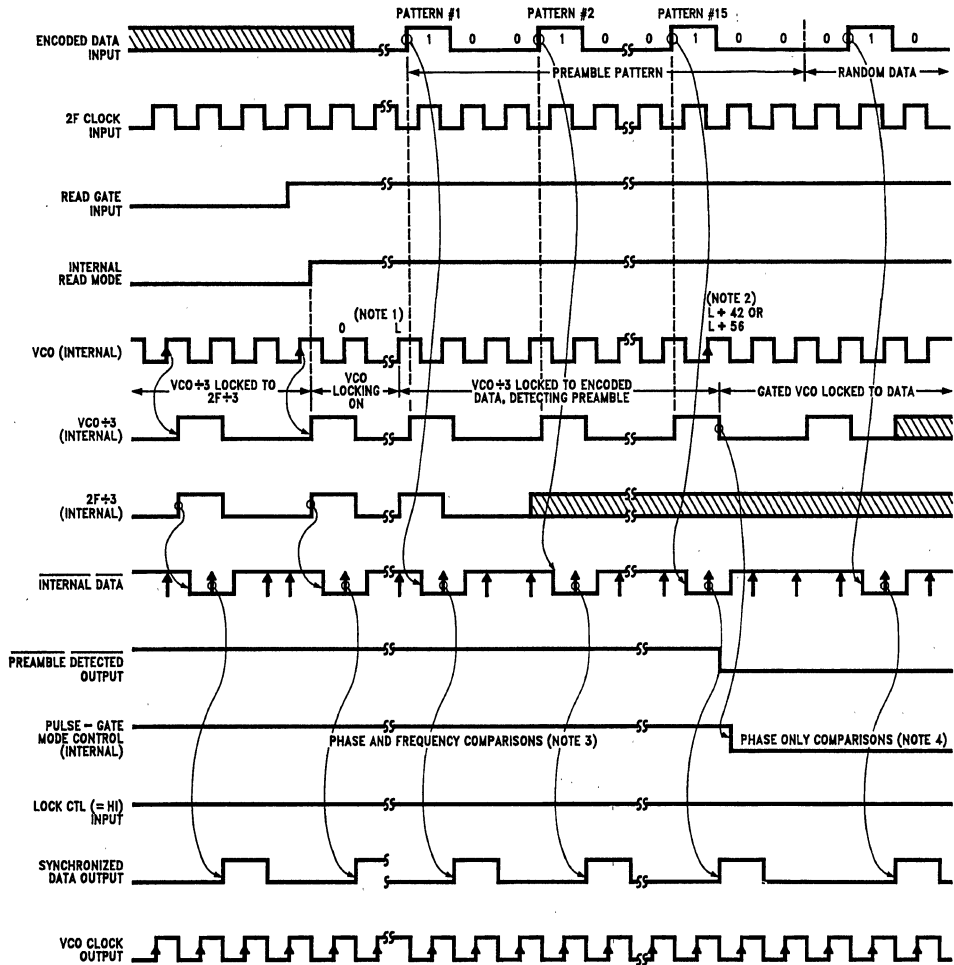 PATTERN #1
PATTERN #2
PATTERN #15
ENCODED DATA
INPUT
1 0 0 1 0 0 1 0 0 0 1 0
PREAMBLE PATTERN
RANDOM DATA
2F CLOCK
INPUT
READ GATE
INPUT
INTERNAL
READ MODE
(NOTE 1)
0 L
(NOTE 2)
L + 42 OR
L + 56
VCO (INTERNAL)
VCO÷3 LOCKED TO
2F÷3
VCO
LOCKING
ON
VCO÷3 LOCKED TO ENCODED
DATA, DETECTING PREAMBLE
GATED VCO LOCKED TO DATA
VCO÷3
(INTERNAL)
2F÷3
(INTERNAL)
INTERNAL DATA
PREAMBLE DETECTED
OUTPUT
PULSE-GATE
MODE CONTROL
(INTERNAL)
PHASE AND FREQUENCY COMPARISONS (NOTE 3)
PHASE ONLY COMPARISONS (NOTE 4)
LOCK CTL (= HI)
INPUT
SYNCHRONIZED
DATA OUTPUT
VCO CLOCK
OUTPUT